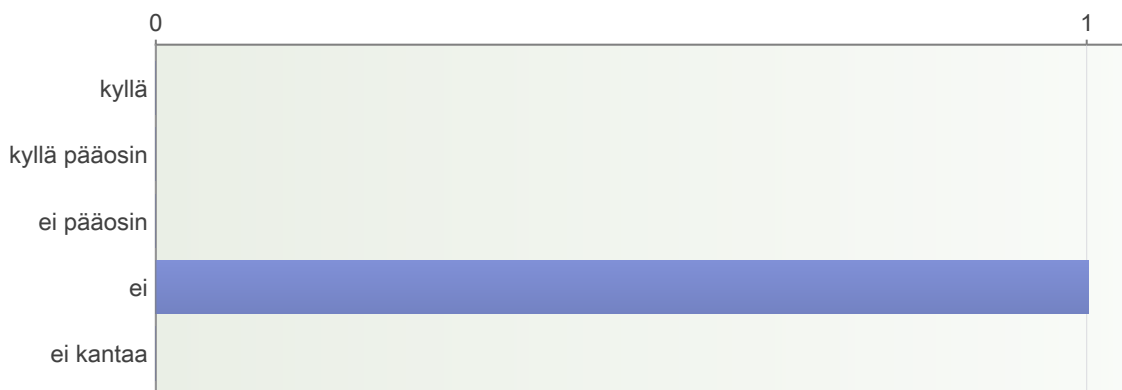 0 1
kyllä
kyllä pääosin
ei pääosin
ei
ei kantaa